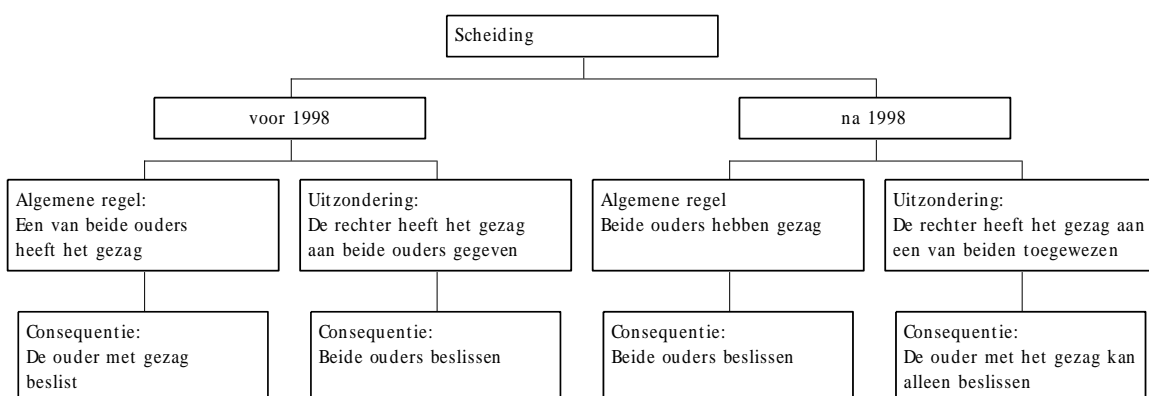 Scheiding
voor 1998
na 1998
Algemene regel:
Een van beide ouders
heeft het gezag
Uitzondering:
De rechter heeft het gezag
aan beide ouders gegeven
Algemene regel
Beide ouders hebben gezag
Uitzondering:
De rechter heeft het gezag aan
een van beiden toegewezen
Consequentie:
De ouder met gezag
beslist
Consequentie:
Beide ouders beslissen
Consequentie:
Beide ouders beslissen
Consequentie:
De ouder met het gezag kan
alleen beslissen